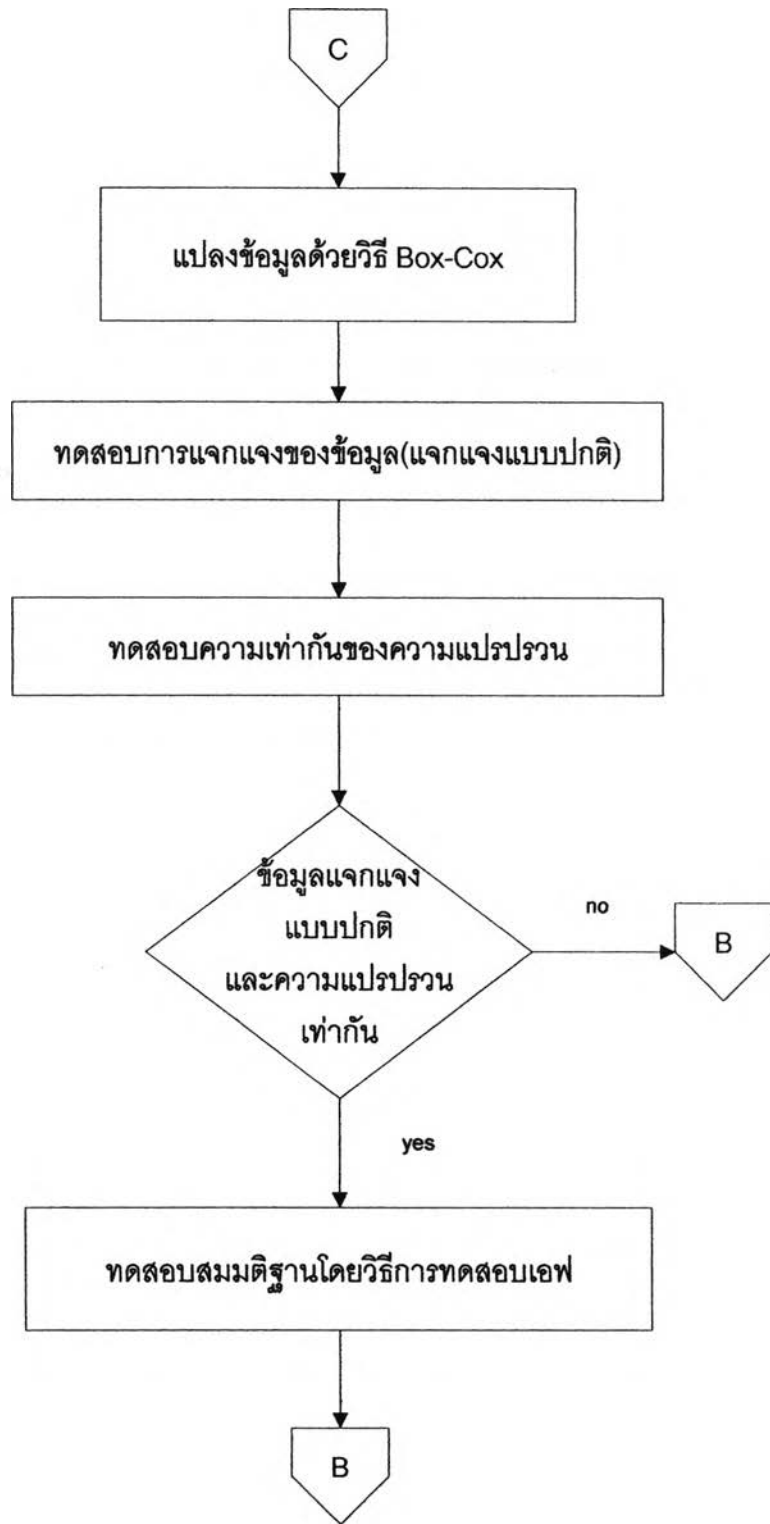 C
แปลงข้อมูลด้วยวิธี Box-Cox
ทดสอบการแจกแจงของข้อมูล(แจกแจงแบบปกติ)
ทดสอบความเท่ากันของความแปรปรวน
ข้อมูลแจกแจง
แบบปกติ
และความแปรปรวน
เท่ากัน
no
B
yes
ทดสอบสมมติฐานโดยวิธีการทดสอบเอฟ
B